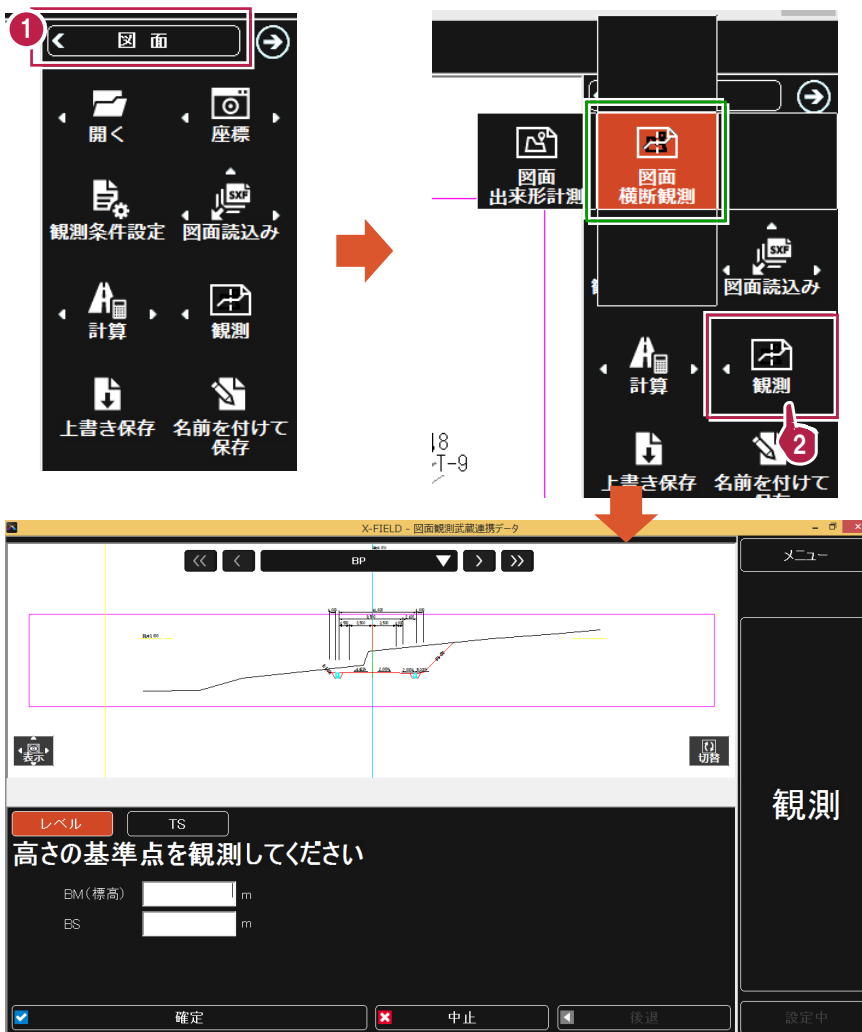 1
図 面
開く
座標
SXF
観測条件設定
図面読込み
計算
観測
上書き保存
名前を付けて
保存
図面
出来形計測
図面
横断観測
SXF
図面読込み
計算
観測
2
上書き保存
名前を付けて
T-9
X-FIELD - 図面観測武蔵連携データ
BP
メニュー
表示
切替
観測
レベル
TS
高さの基準点を観測してください
BM(標高)
m
BS
m
確定
中止
後退
設定中